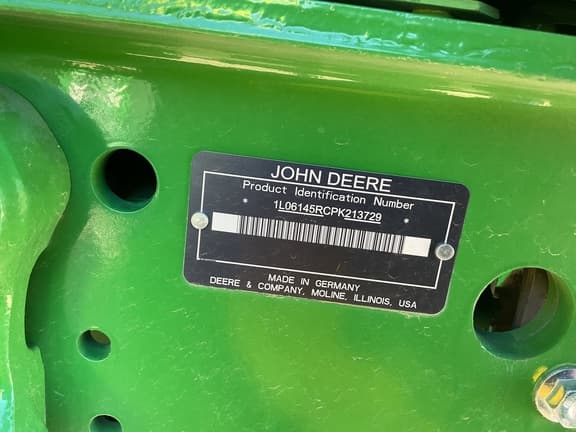 JOHN DEERE
Product Identification Number
* 1L06145RCPK213729 *
MADE IN GERMANY
DEERE & COMPANY, MOLINE, ILLINOIS, USA